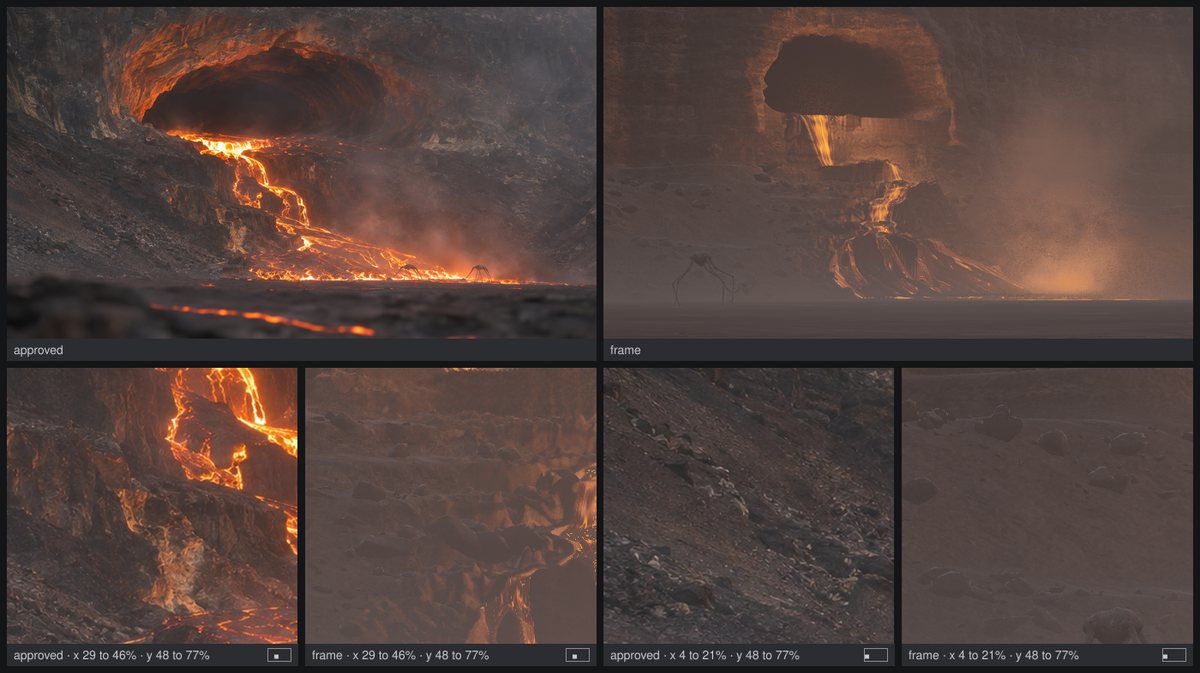 approved
frame
approved · x 29 to 46% · y 48 to 77%
frame · x 29 to 46% · y 48 to 77%
approved · x 4 to 21% · y 48 to 77%
frame · x 4 to 21% · y 48 to 77%